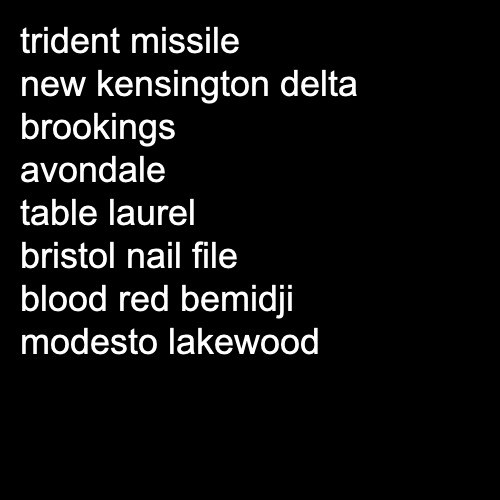 trident missile
new kensington delta
brookings
avondale
table laurel
bristol nail file
blood red bemidji
modesto lakewood